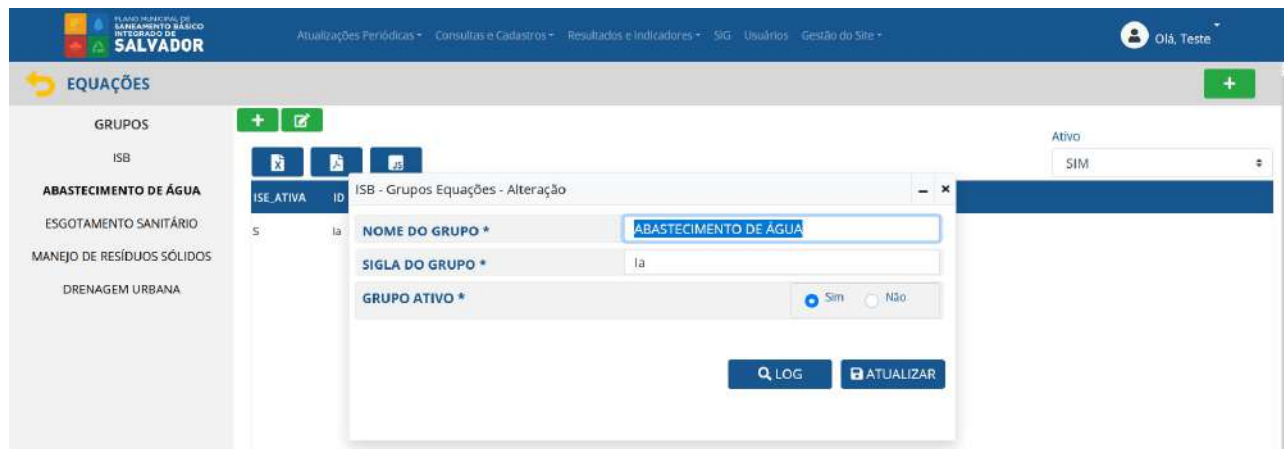 PLANO MUNICIPAL DE
SANEAMENTO BÁSICO
INTEGRADO DE
SALVADOR
Atualizações Periódicas Consultas e Cadastros Resultados e Indicadores SIG Usuários Gestão do Site
Olá, Teste
EQUAÇÕES
+
GRUPOS
ISB
ABASTECIMENTO DE ÁGUA
ESGOTAMENTO SANITÁRIO
MANEJO DE RESÍDUOS SÓLIDOS
DRENAGEM URBANA
+
Ativo
SIM
ISE_ATIVA ID
S Ia
ISB - Grupos Equações - Alteração
NOME DO GRUPO * ABASTECIMENTO DE ÁGUA
SIGLA DO GRUPO * Ia
GRUPO ATIVO * Sim Não
LOG ATUALIZAR